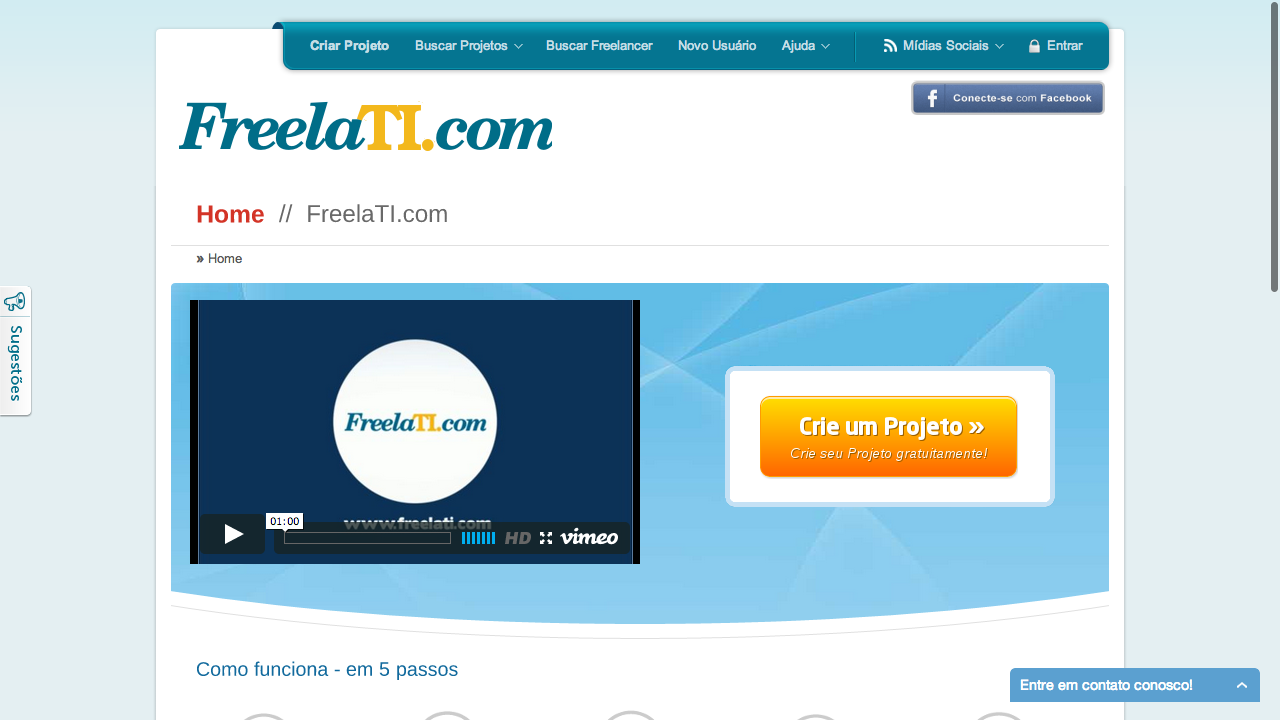 Criar Projeto
Buscar Projetos
Buscar Freelancer
Novo Usuário
Ajuda
Mídias Sociais
Entrar
Conecte-se com Facebook
FreelaTI.com
Home // FreelaTI.com
» Home
Sugestões
FreelaTI.com
www.freelati.com
01:00
HD
vimeo
Crie um Projeto »
Crie seu Projeto gratuitamente!
Como funciona - em 5 passos
Entre em contato conosco!